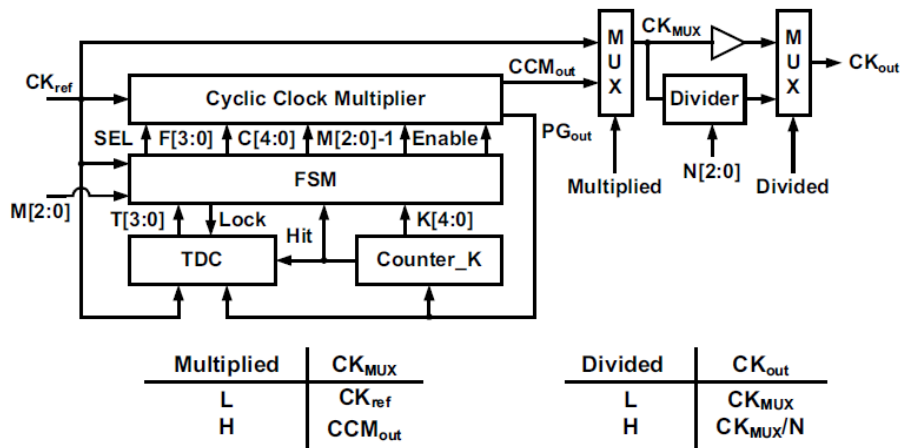 CK_MUX
MUX
MUX
CK_out
CK_ref
CCM_out
Cyclic Clock Multiplier
Divider
SEL F[3:0] C[4:0] M[2:0]-1 Enable
PG_out
FSM
Multiplied
N[2:0]
Divided
M[2:0]
T[3:0] Lock Hit K[4:0]
TDC
Counter_K
Multiplied CK_MUX
L CK_ref
H CCM_out
Divided CK_out
L CK_MUX
H CK_MUX/N